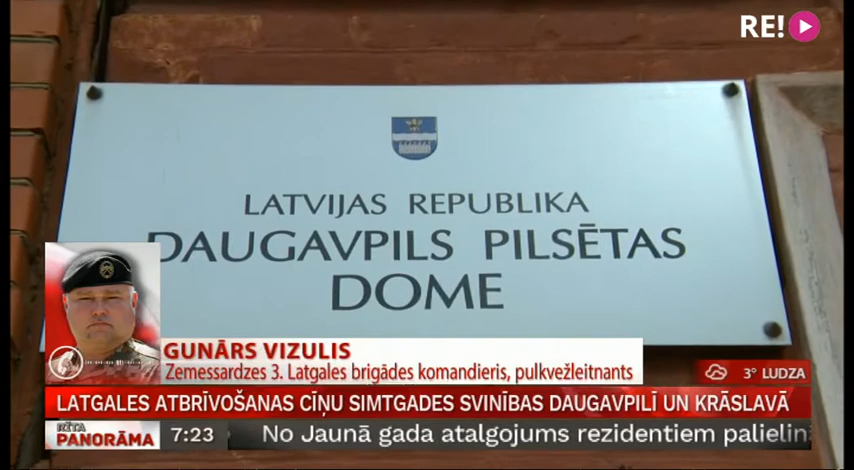 RE!
LATVIJAS REPUBLIKA
DAUGAVPILS PILSĒTAS
DOME
GUNĀRS VIZULIS
Zemessardzes 3. Latgales brigādes komandieris, pulkvežleitnants
3° LUDZA
LATGALES ATBRĪVOŠANAS CĪŅU SIMTGADES SVINĪBAS DAUGAVPILĪ UN KRĀSLAVĀ
RĪTA
PANORĀMA
7:23
No Jaunā gada atalgojums rezidentiem palielinā